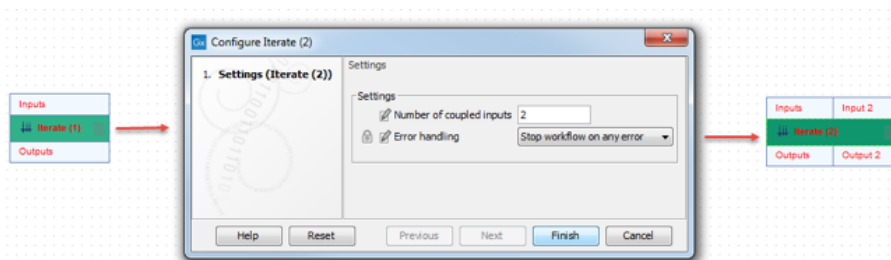 Inputs
Iterate (1)
Outputs
Gx Configure Iterate (2)
1. Settings (Iterate (2))
Settings
Settings
Number of coupled inputs 2
Error handling Stop workflow on any error
Help Reset Previous Next Finish Cancel
Inputs Input 2
Iterate (2)
Outputs Output 2